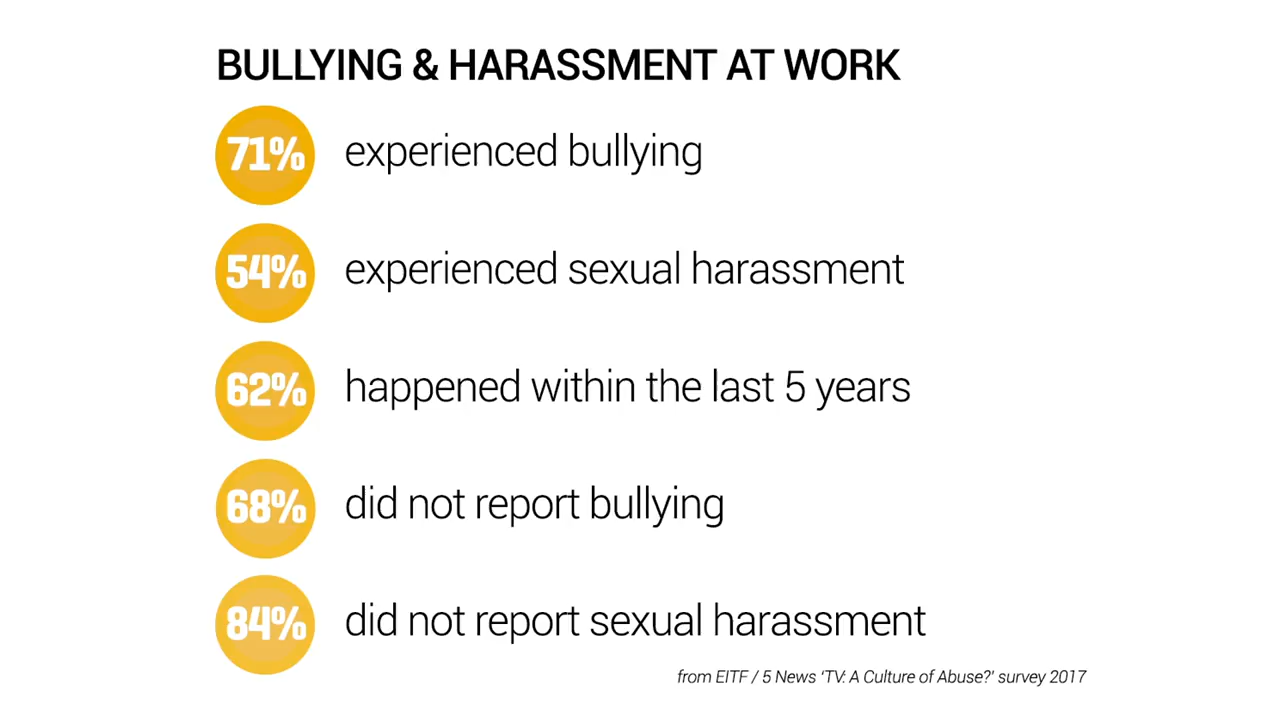 BULLYING & HARASSMENT AT WORK
71% experienced bullying
54% experienced sexual harassment
62% happened within the last 5 years
68% did not report bullying
84% did not report sexual harassment
from EITF / 5 News ‘TV: A Culture of Abuse?’ survey 2017